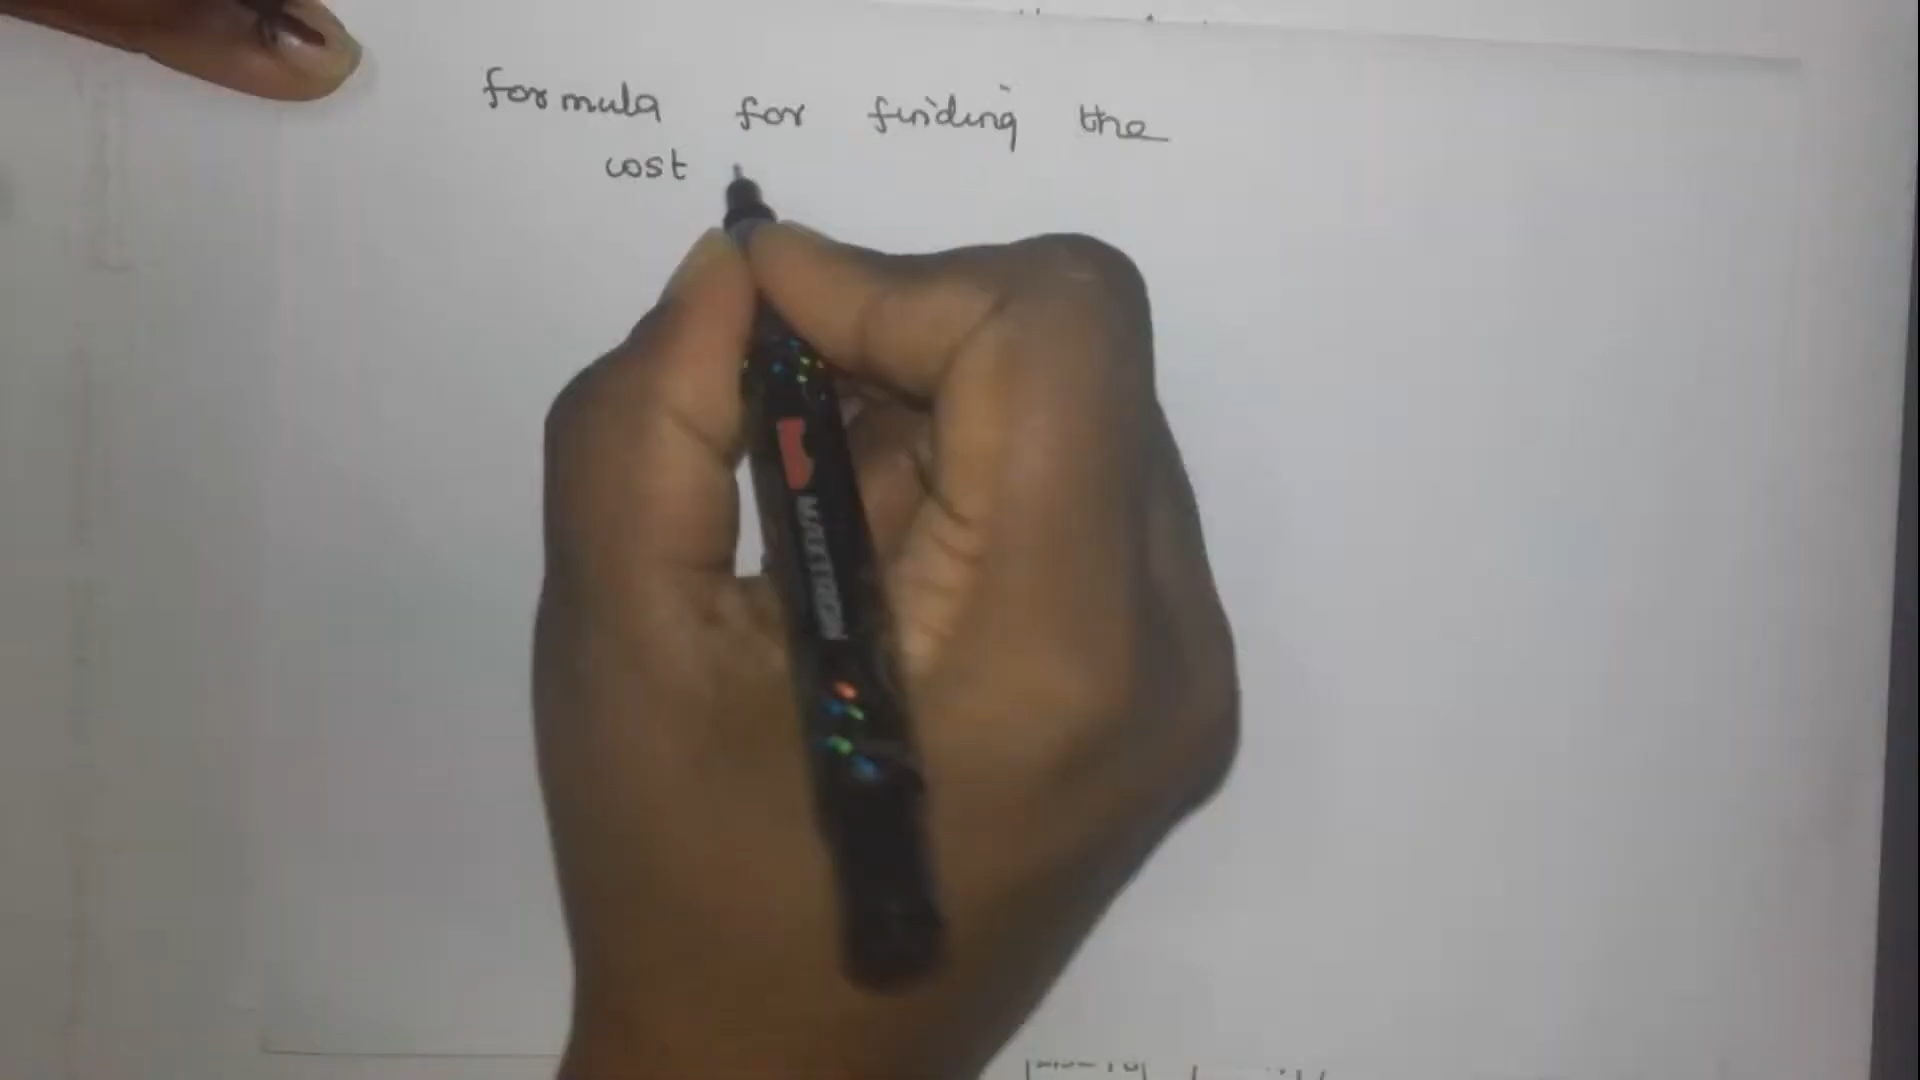 formula for finding the
cost